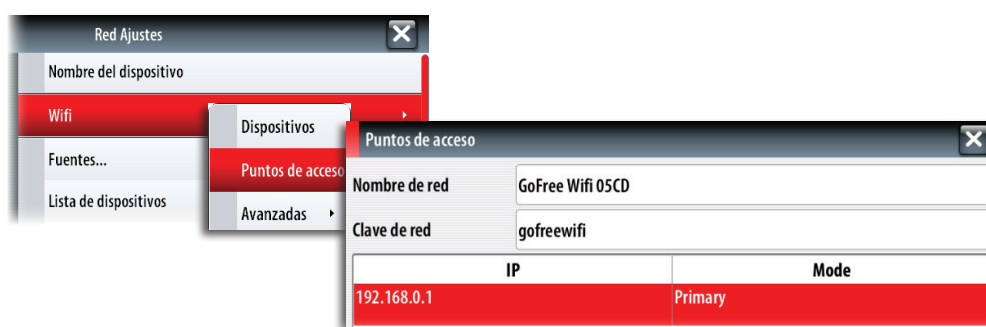 Red Ajustes
Nombre del dispositivo
Wifi
Fuentes...
Lista de dispositivos
Dispositivos
Puntos de acceso
Avanzadas
Puntos de acceso
Nombre de red GoFree Wifi 05CD
Clave de red gofreewifi
IP Mode
192.168.0.1 Primary